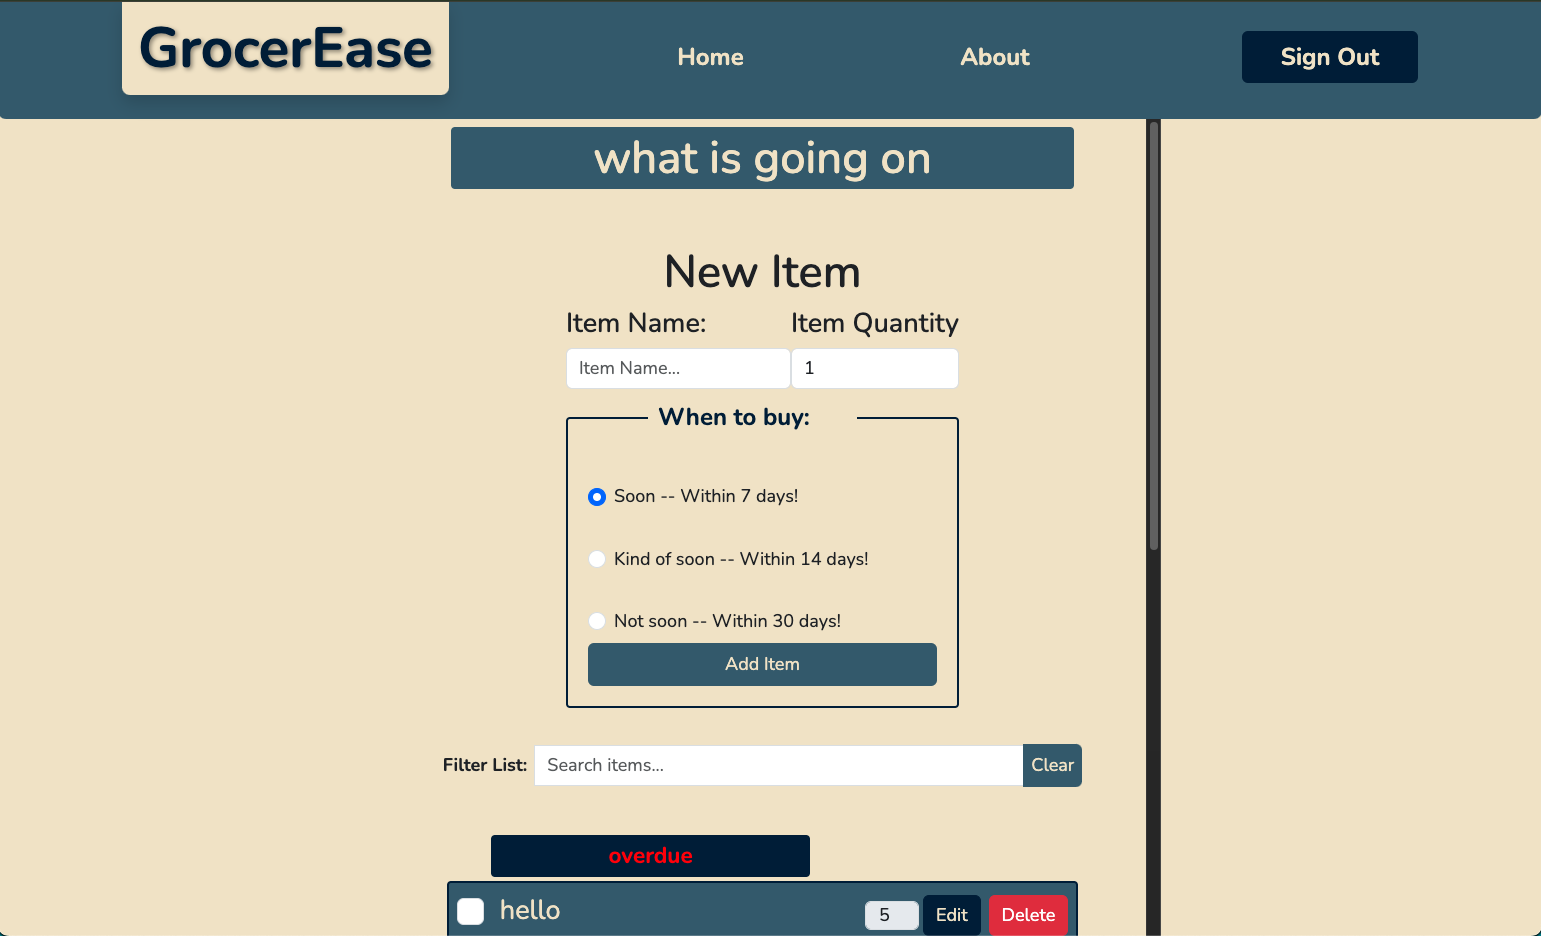 GrocerEase
Home
About
Sign Out
what is going on
New Item
Item Name:
Item Quantity
Item Name...
1
When to buy:
Soon -- Within 7 days!
Kind of soon -- Within 14 days!
Not soon -- Within 30 days!
Add Item
Filter List:
Search items...
Clear
overdue
hello
5
Edit
Delete